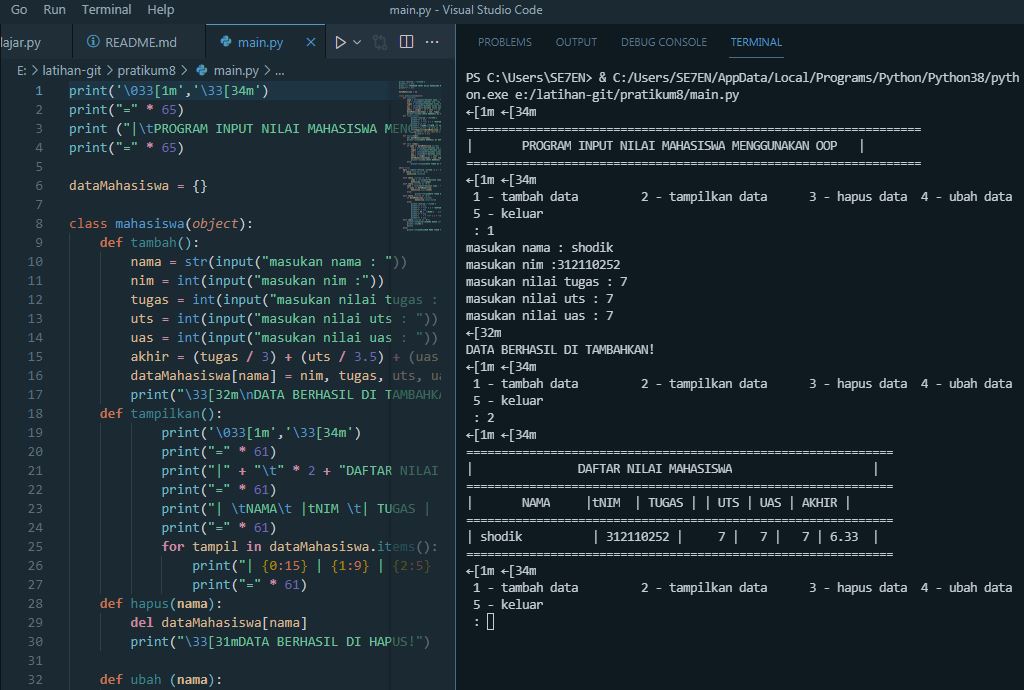 Go Run Terminal Help main.py - Visual Studio Code
lajar.py README.md main.py
E: > latihan-git > pratikum8 > main.py > ...
1 print('\033[1m','\33[34m')
2 print("=" * 65)
3 print ("|\tPROGRAM INPUT NILAI MAHASISWA MENGGUNAKAN
4 print("=" * 65)
5
6 dataMahasiswa = {}
7
8 class mahasiswa(object):
9 def tambah():
10 nama = str(input("masukan nama : "))
11 nim = int(input("masukan nim :"))
12 tugas = int(input("masukan nilai tugas :
13 uts = int(input("masukan nilai uts : "))
14 uas = int(input("masukan nilai uas : "))
15 akhir = (tugas / 3) + (uts / 3.5) + (uas
16 dataMahasiswa[nama] = nim, tugas, uts, ua
17 print("\33[32m\nDATA BERHASIL DI TAMBAHKA
18 def tampilkan():
19 print('\033[1m','\33[34m')
20 print("=" * 61)
21 print("|" + "\t" * 2 + "DAFTAR NILAI
22 print("=" * 61)
23 print("| \tNAMA\t |tNIM \t| TUGAS |
24 print("=" * 61)
25 for tampil in dataMahasiswa.items():
26 print("| {0:15} | {1:9} | {2:5}
27 print("=" * 61)
28 def hapus(nama):
29 del dataMahasiswa[nama]
30 print("\33[31mDATA BERHASIL DI HAPUS!")
31
32 def ubah (nama):
PROBLEMS OUTPUT DEBUG CONSOLE TERMINAL
PS C:\Users\SE7EN> & C:/Users/SE7EN/AppData/Local/Programs/Python/Python38/pyth
on.exe e:/latihan-git/pratikum8/main.py
←[1m ←[34m
=================================================================
| PROGRAM INPUT NILAI MAHASISWA MENGGUNAKAN OOP |
=================================================================
←[1m ←[34m
1 - tambah data 2 - tampilkan data 3 - hapus data 4 - ubah data
5 - keluar
: 1
masukan nama : shodik
masukan nim :312110252
masukan nilai tugas : 7
masukan nilai uts : 7
masukan nilai uas : 7
←[32m
DATA BERHASIL DI TAMBAHKAN!
←[1m ←[34m
1 - tambah data 2 - tampilkan data 3 - hapus data 4 - ubah data
5 - keluar
: 2
←[1m ←[34m
=============================================================
| DAFTAR NILAI MAHASISWA |
=============================================================
| NAMA |tNIM | TUGAS | | UTS | UAS | AKHIR |
=============================================================
| shodik | 312110252 | 7 | 7 | 7 | 6.33 |
=============================================================
←[1m ←[34m
1 - tambah data 2 - tampilkan data 3 - hapus data 4 - ubah data
5 - keluar
: